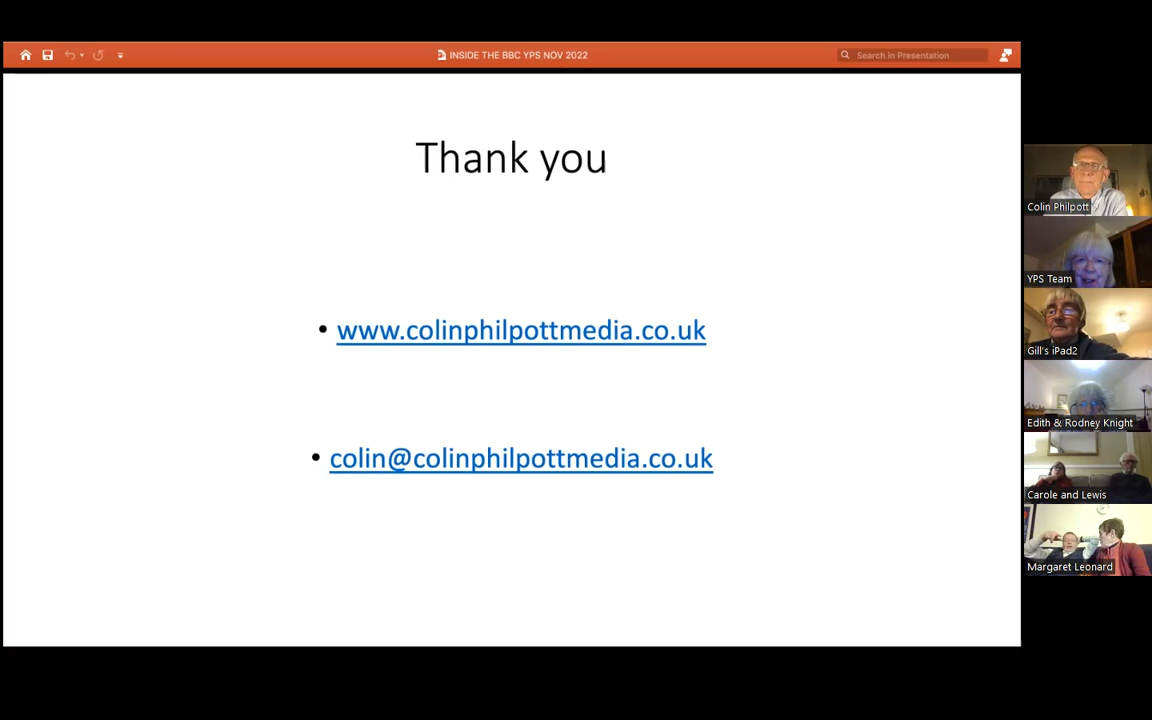 INSIDE THE BBC YPS NOV 2022
Search in Presentation
Thank you
• www.colinphilpottmedia.co.uk
• colin@colinphilpottmedia.co.uk
Colin Philpott
YPS Team
Gill's iPad2
Edith & Rodney Knight
Carole and Lewis
Margaret Leonard